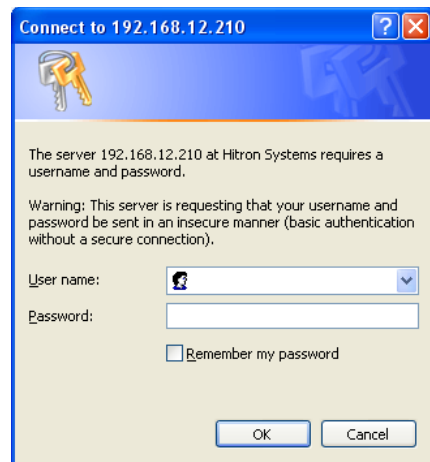 Connect to 192.168.12.210
The server 192.168.12.210 at Hitron Systems requires a
username and password.
Warning: This server is requesting that your username and
password be sent in an insecure manner (basic authentication
without a secure connection).
User name:
Password:
Remember my password
OK Cancel